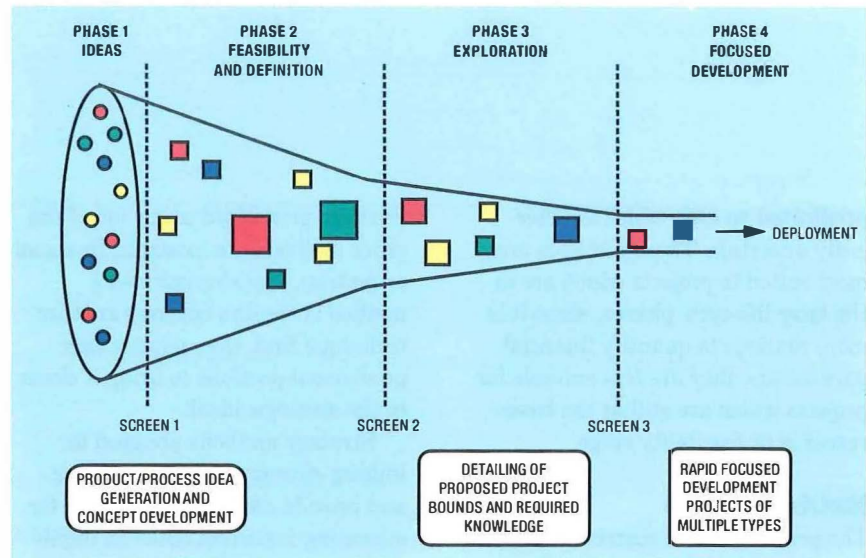 PHASE 1
IDEAS
PHASE 2
FEASIBILITY
AND DEFINITION
PHASE 3
EXPLORATION
PHASE 4
FOCUSED
DEVELOPMENT
DEPLOYMENT
SCREEN 1
SCREEN 2
SCREEN 3
PRODUCT/PROCESS IDEA
GENERATION AND
CONCEPT OEVELOPMENT
DETAILING OF
PROPOSED PROJECT
BOUNDS AND REQUIRED
KNOWLEDGE
RAPID FOCUSED
DEVELOPMENT
PROJECTS OF
MULTIPLE TYPES